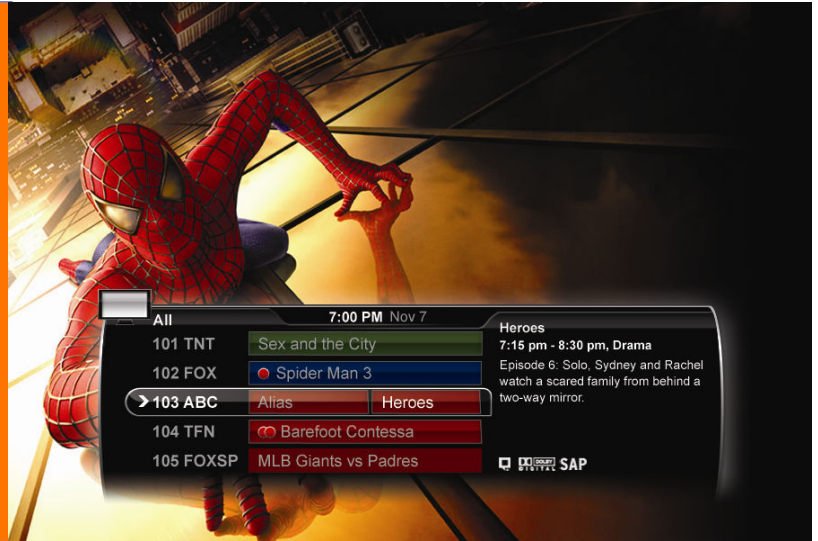 All
7:00 PM Nov 7
101 TNT Sex and the City
102 FOX Spider Man 3
103 ABC Alias Heroes
104 TFN Barefoot Contessa
105 FOXSP MLB Giants vs Padres
Heroes
7:15 pm - 8:30 pm, Drama
Episode 6: Solo, Sydney and Rachel
watch a scared family from behind a
two-way mirror.
DOLBY DIGITAL SAP